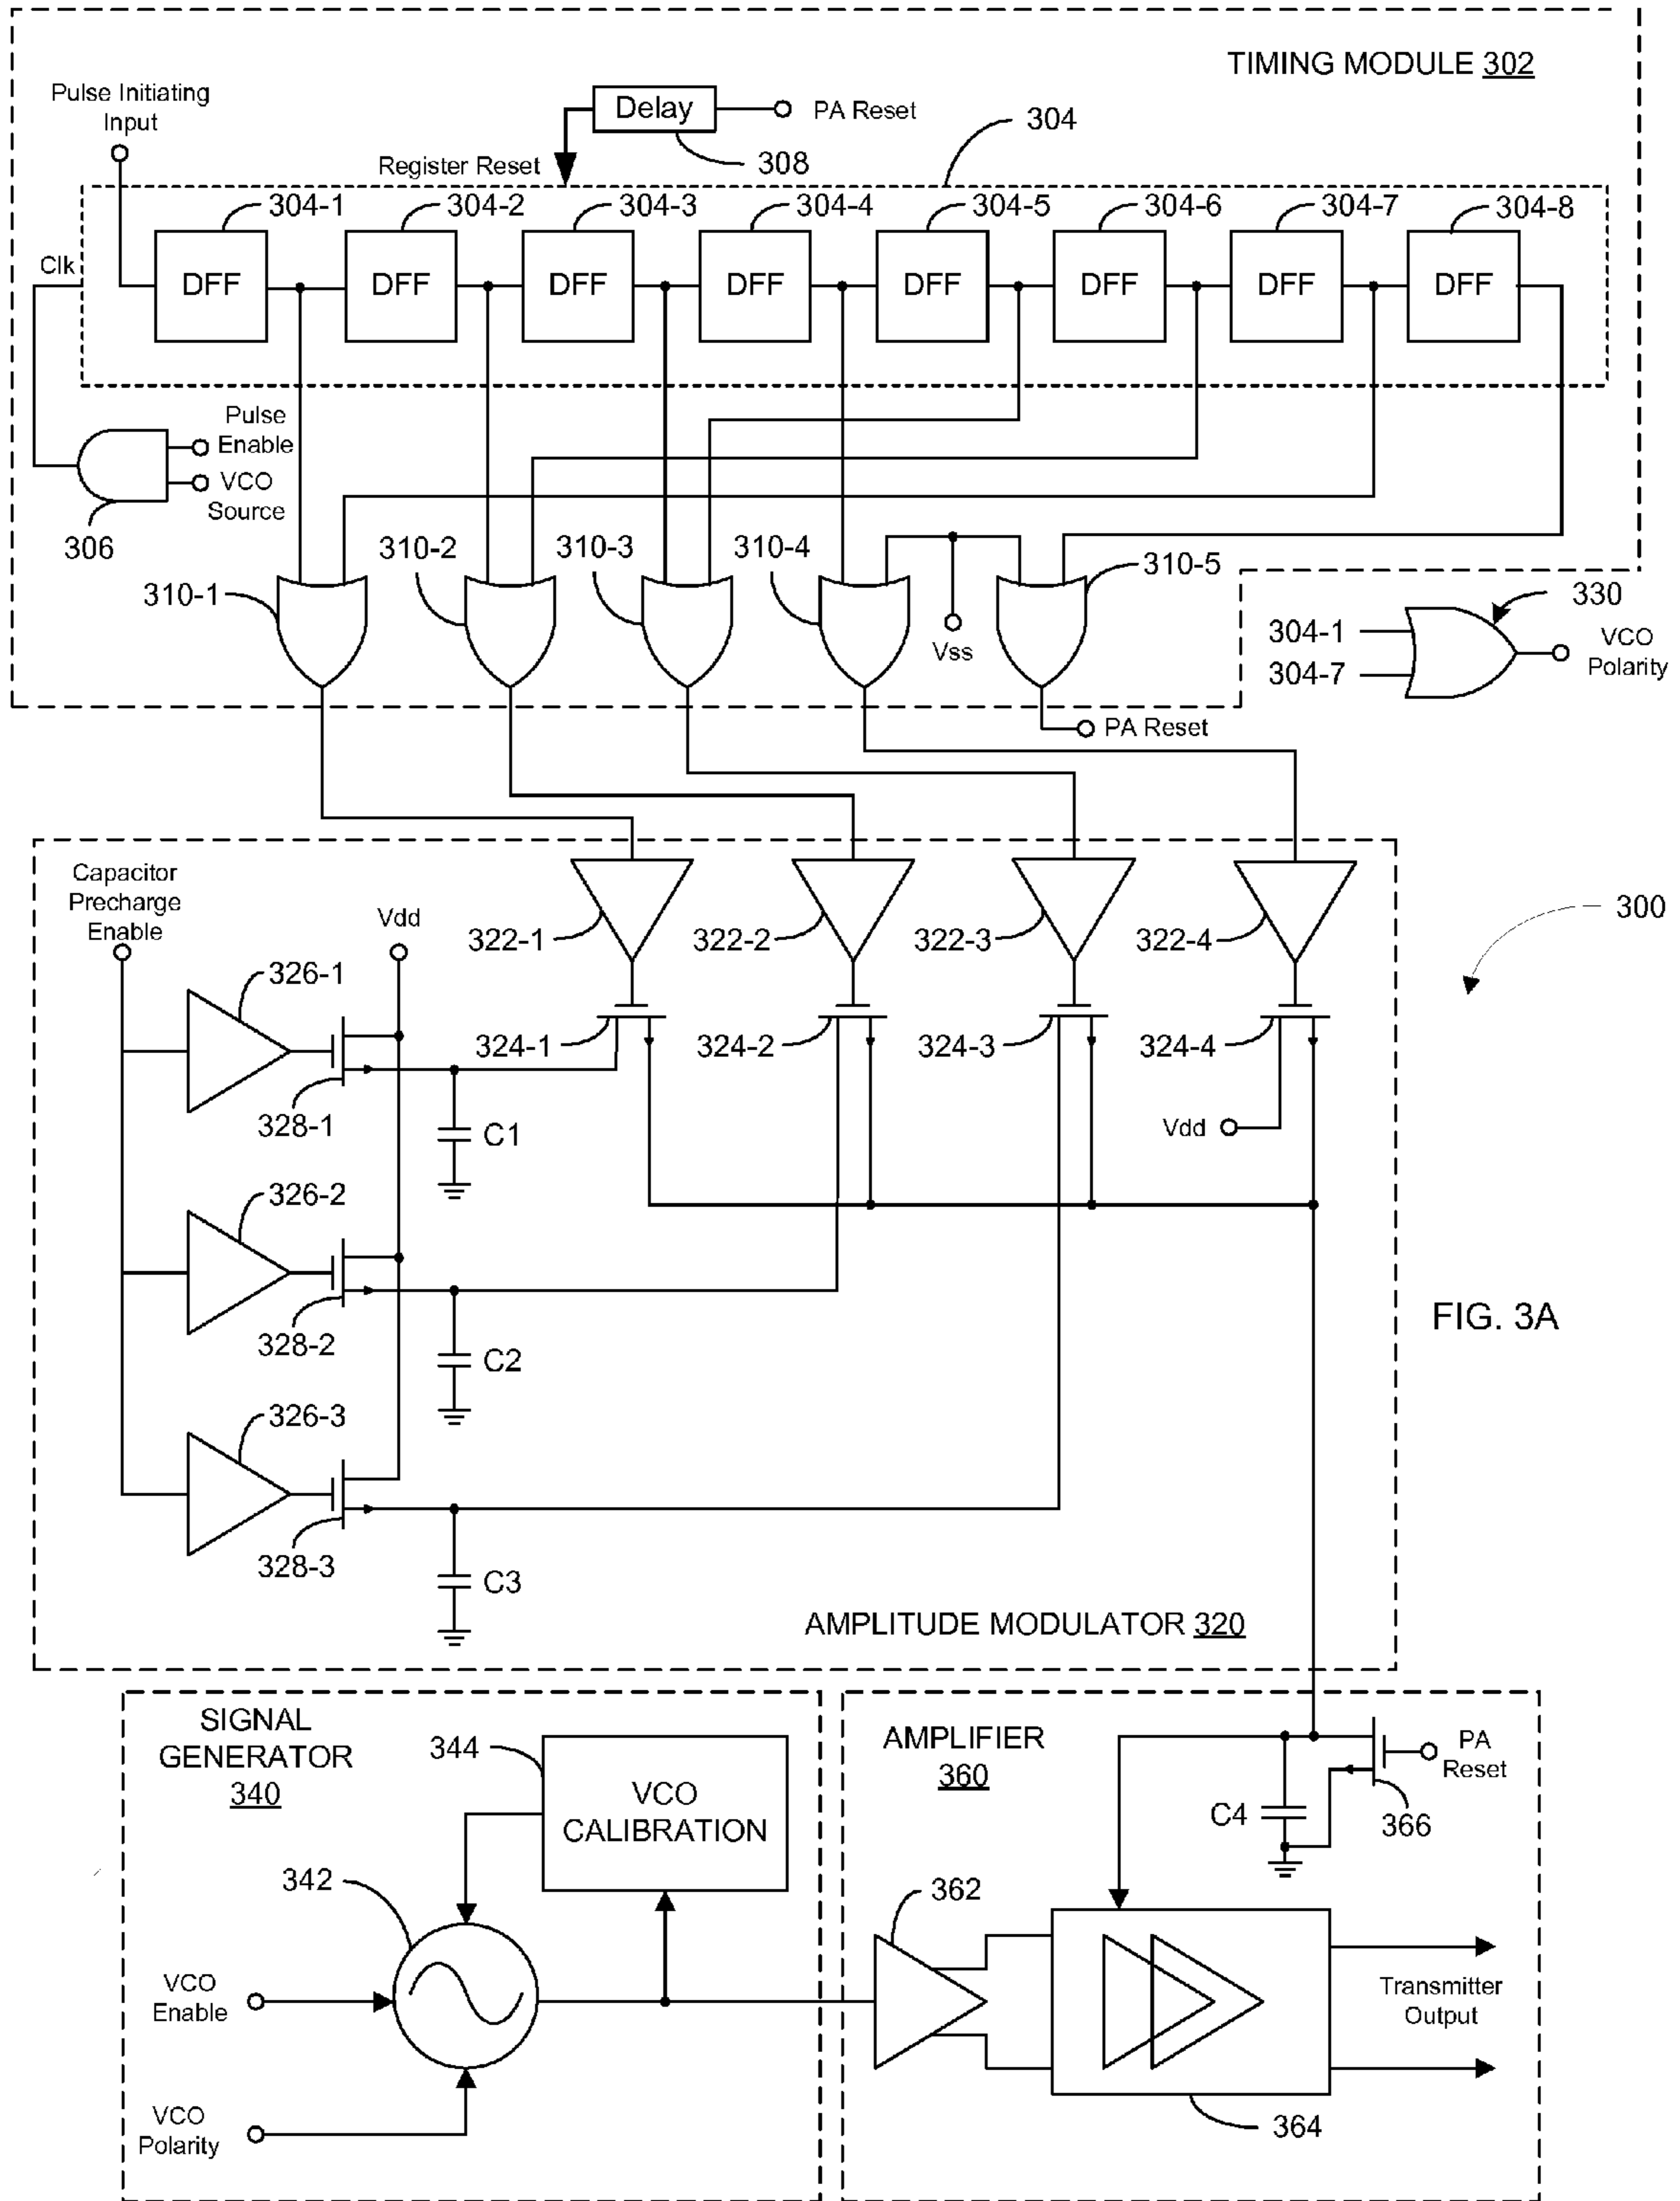 TIMING MODULE 302
Pulse Initiating
Input
Delay
PA Reset
308
304
Register Reset
304-1
304-2
304-3
304-4
304-5
304-6
304-7
304-8
Clk
DFF
DFF
DFF
DFF
DFF
DFF
DFF
DFF
Pulse
Enable
VCO
Source
306
310-1
310-2
310-3
310-4
310-5
Vss
330
304-1
304-7
VCO
Polarity
PA Reset
Capacitor
Precharge
Enable
Vdd
322-1
322-2
322-3
322-4
300
326-1
324-1
324-2
324-3
324-4
328-1
C1
Vdd
326-2
328-2
C2
FIG. 3A
326-3
328-3
C3
AMPLITUDE MODULATOR 320
SIGNAL
GENERATOR
340
344
VCO
CALIBRATION
342
VCO
Enable
VCO
Polarity
AMPLIFIER
360
PA
Reset
C4
366
362
Transmitter
Output
364